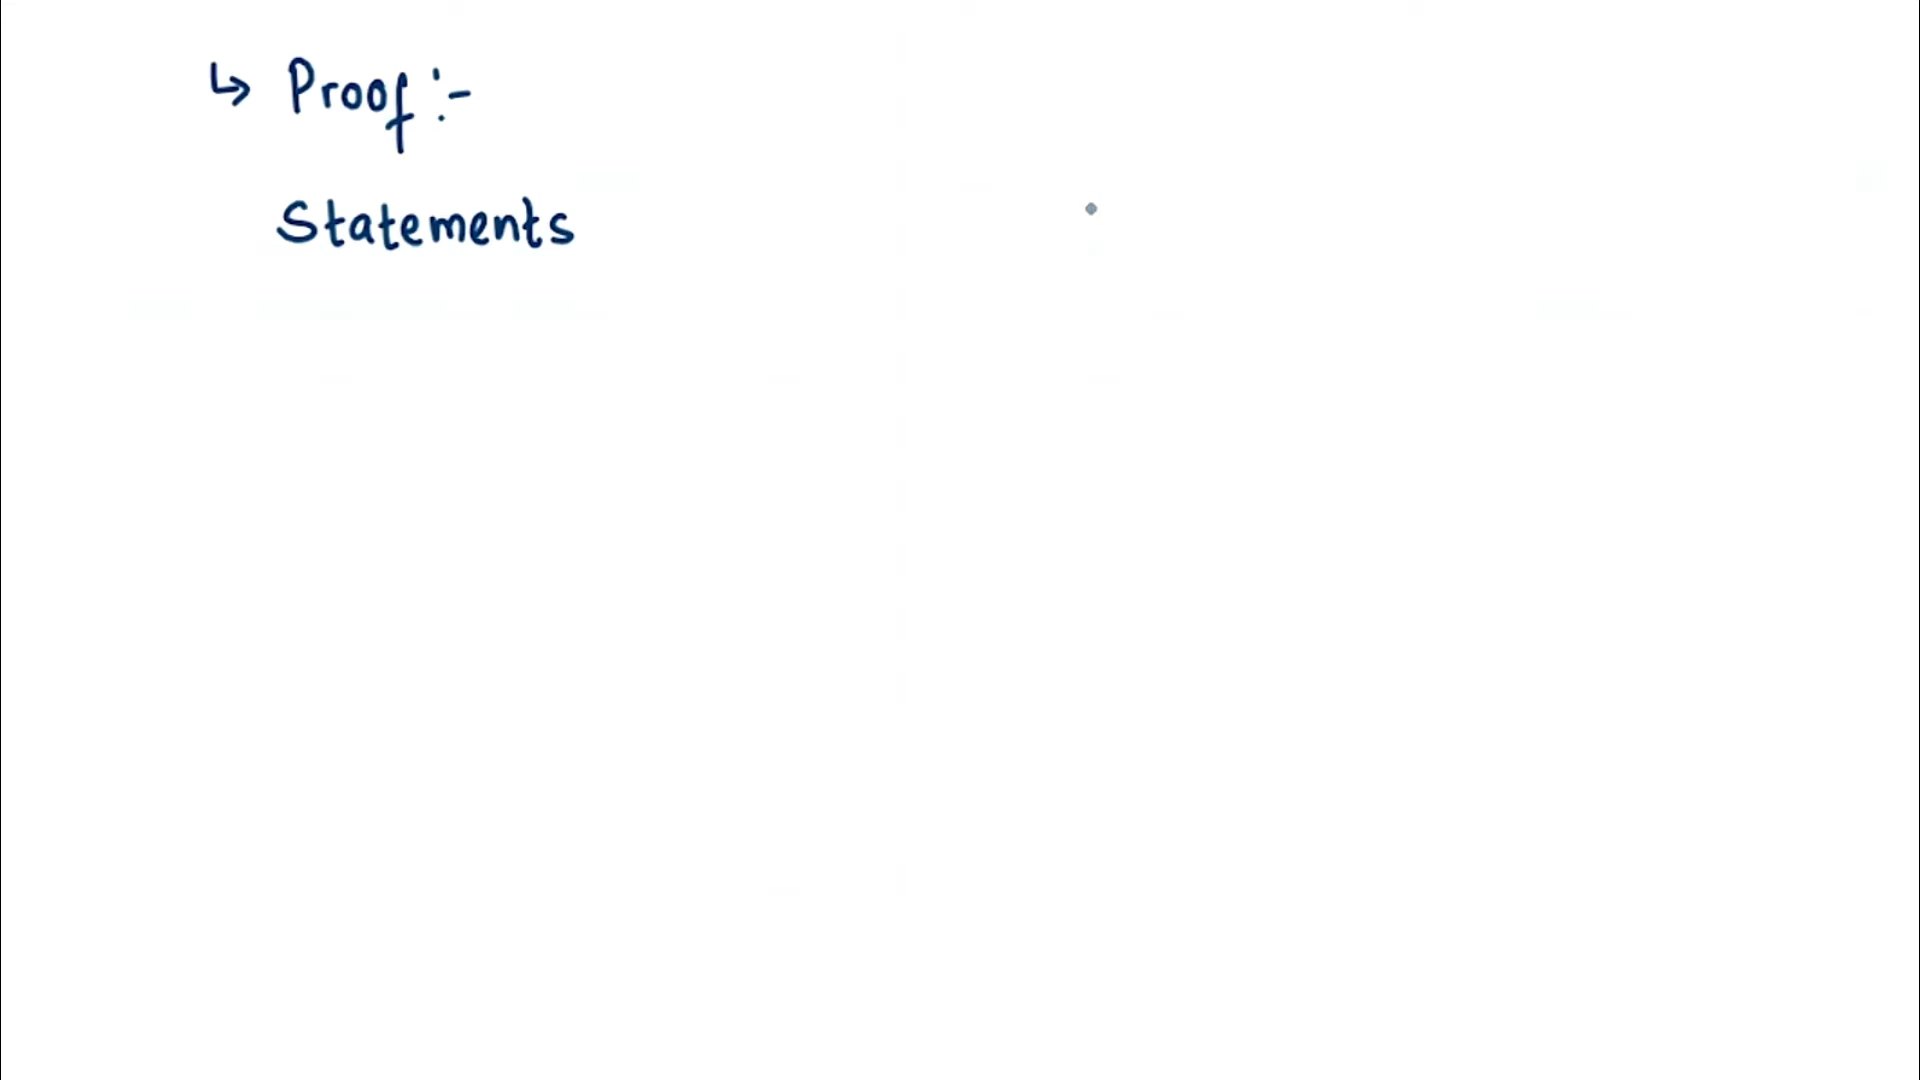 ↳ Proof :-
Statements